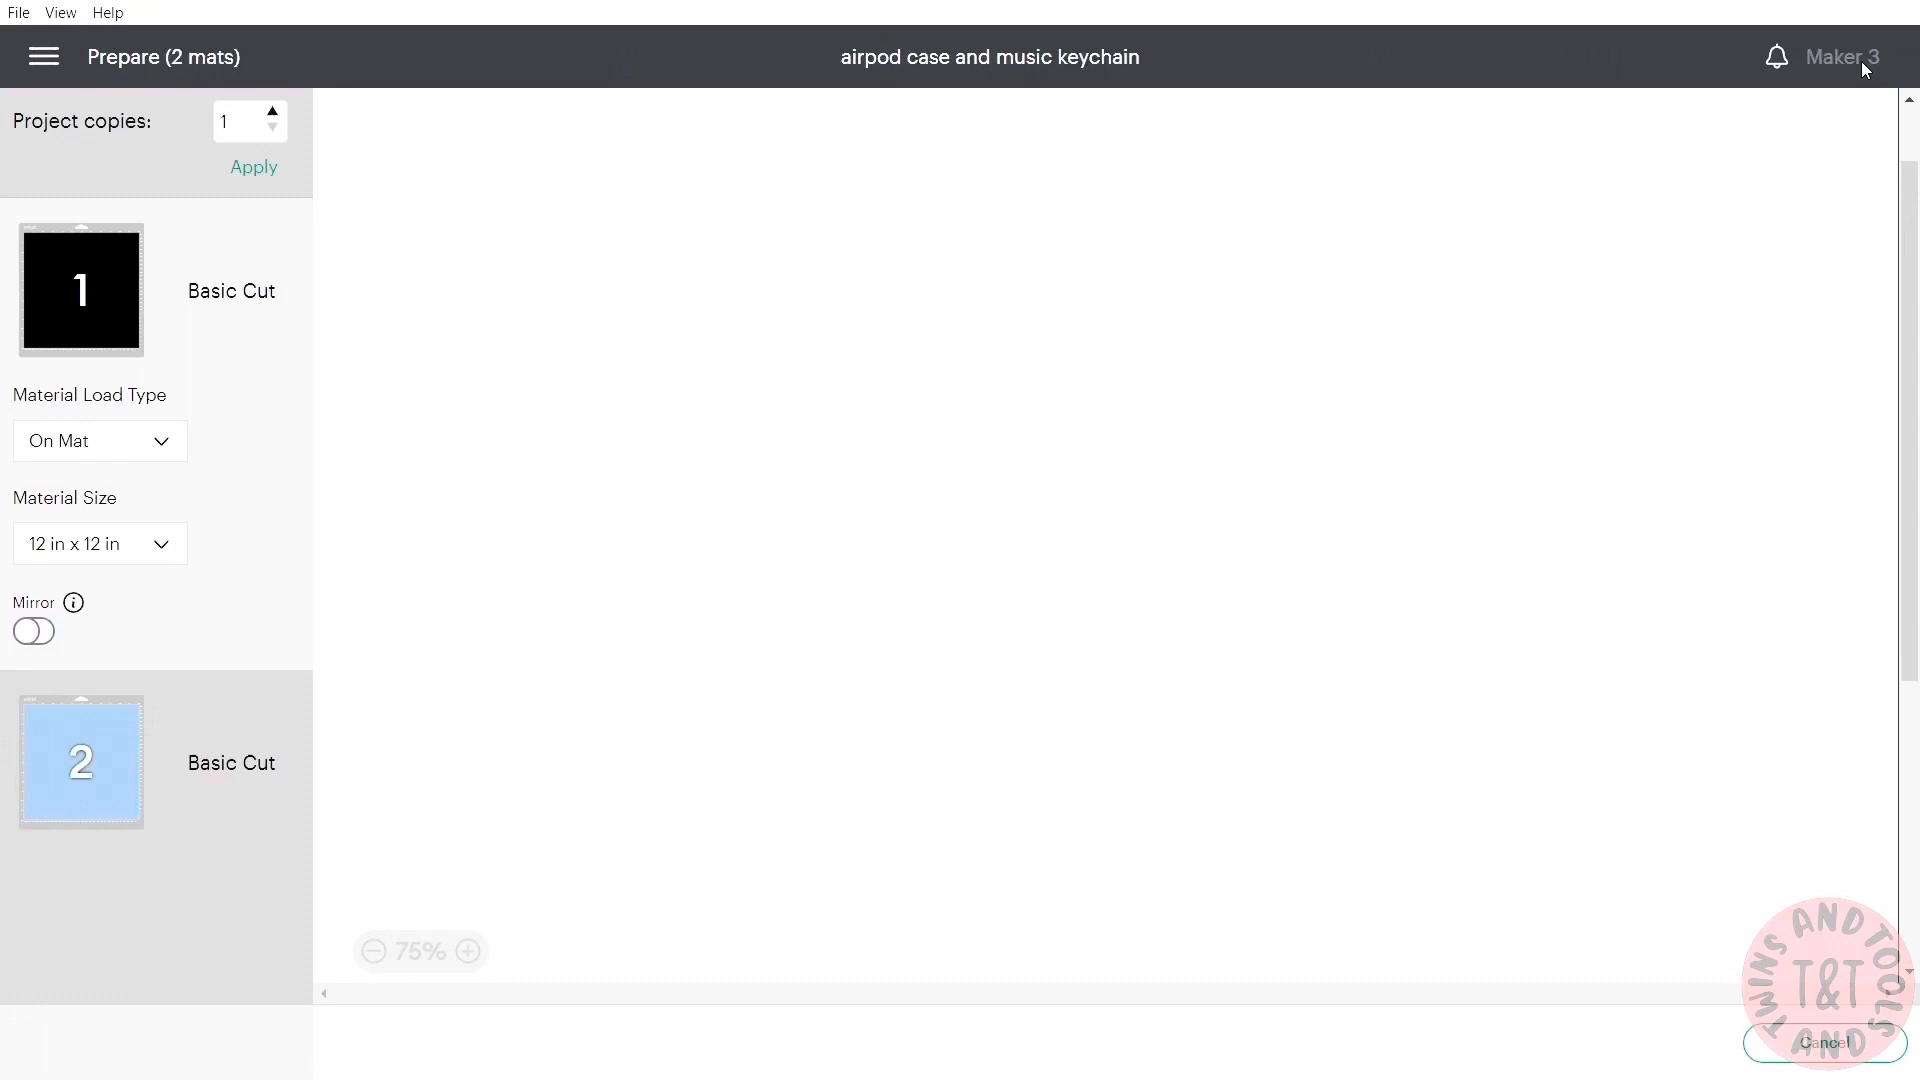 File View Help
Prepare (2 mats)
airpod case and music keychain
Maker 3
Project copies:
1
Apply
1
Basic Cut
Material Load Type
On Mat
Material Size
12 in x 12 in
Mirror
2
Basic Cut
75%
TWINS AND TOOLS AND
T&T
Cancel